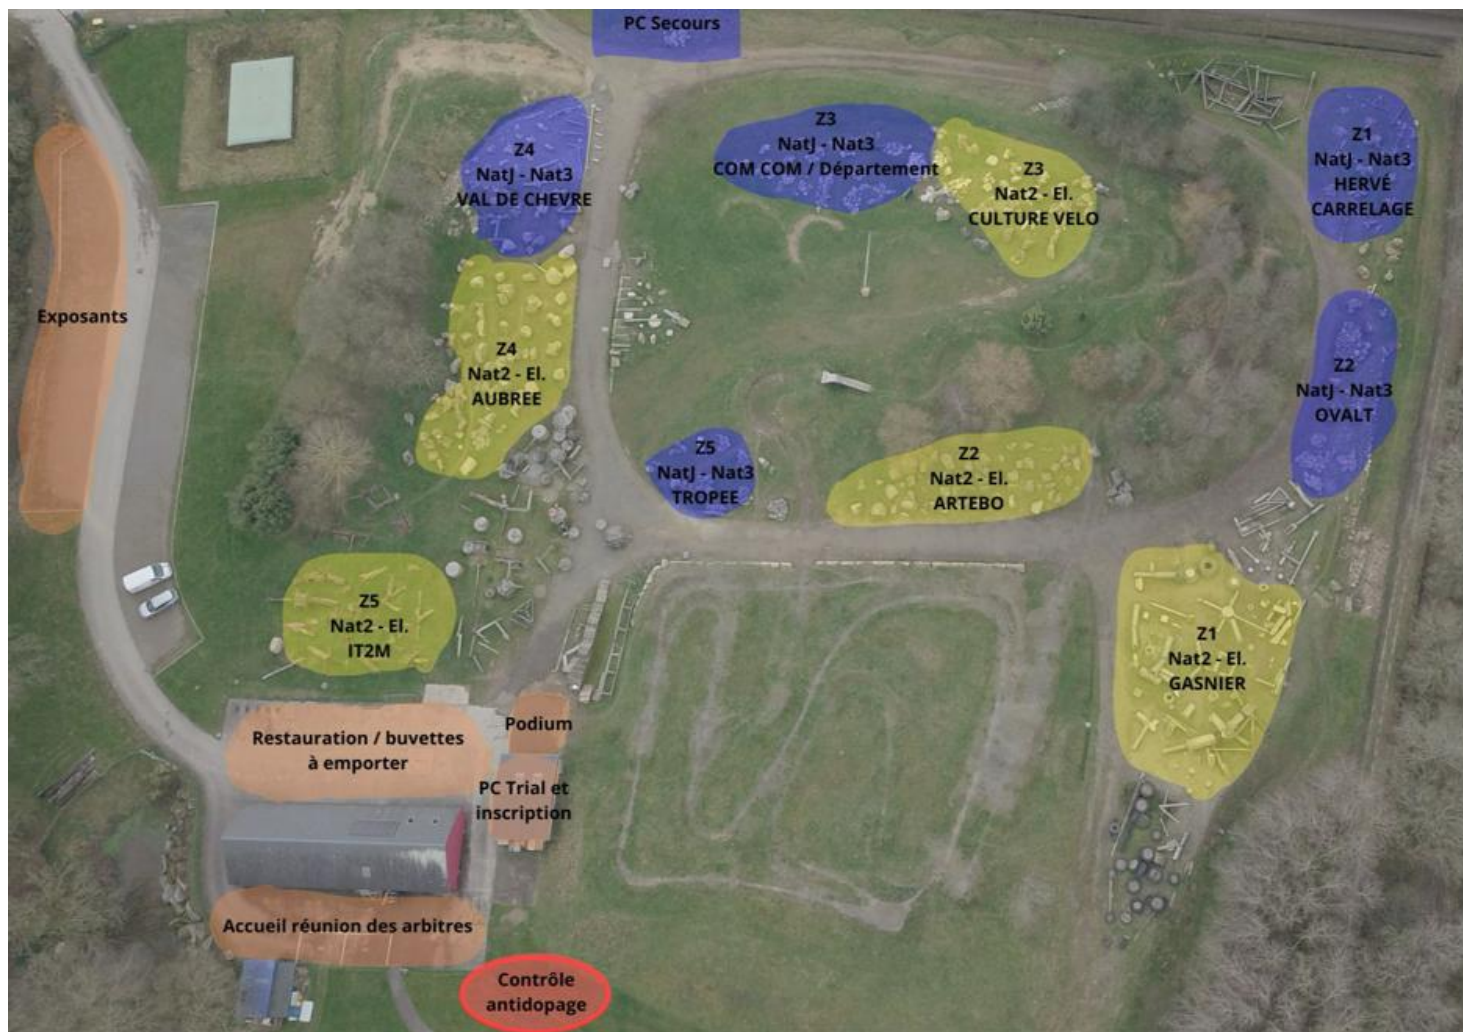 PC Secours
Z4
NatJ - Nat3
VAL DE CHEVRE
Z3
NatJ - Nat3
COM COM / Département
Z3
Nat2 - El.
CULTURE VELO
Z1
NatJ - Nat3
HERVÉ
CARRELAGE
Exposants
Z4
Nat2 - El.
AUBREE
Z2
NatJ - Nat3
OVALT
Z5
NatJ - Nat3
TROPEE
Z2
Nat2 - El.
ARTEBO
Z5
Nat2 - El.
IT2M
Z1
Nat2 - El.
GASNIER
Restauration / buvettes
à emporter
Podium
PC Trial et
inscription
Accueil réunion des arbitres
Contrôle
antidopage